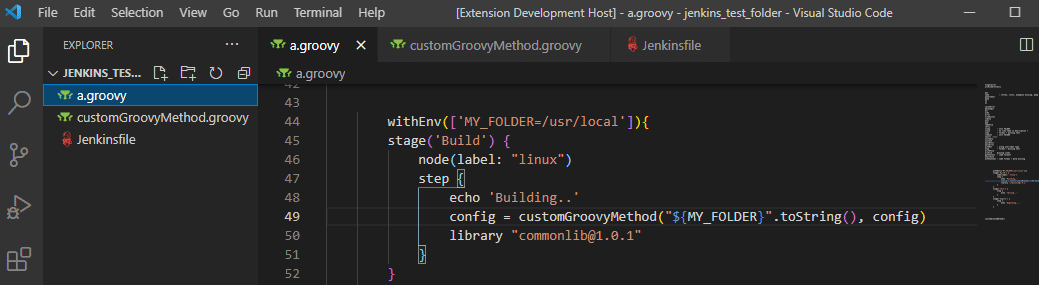 File Edit Selection View Go Run Terminal Help [Extension Development Host] - a.groovy - jenkins_test_folder - Visual Studio Code
EXPLORER ··· a.groovy customGroovyMethod.groovy Jenkinsfile
JENKINS_TES... a.groovy
a.groovy
customGroovyMethod.groovy
Jenkinsfile
42
43
44 withEnv(['MY_FOLDER=/usr/local']){
45 stage('Build') {
46 node(label: "linux")
47 step {
48 echo 'Building..'
49 config = customGroovyMethod("${MY_FOLDER}".toString(), config)
50 library "commonlib@1.0.1"
51 }
52 }